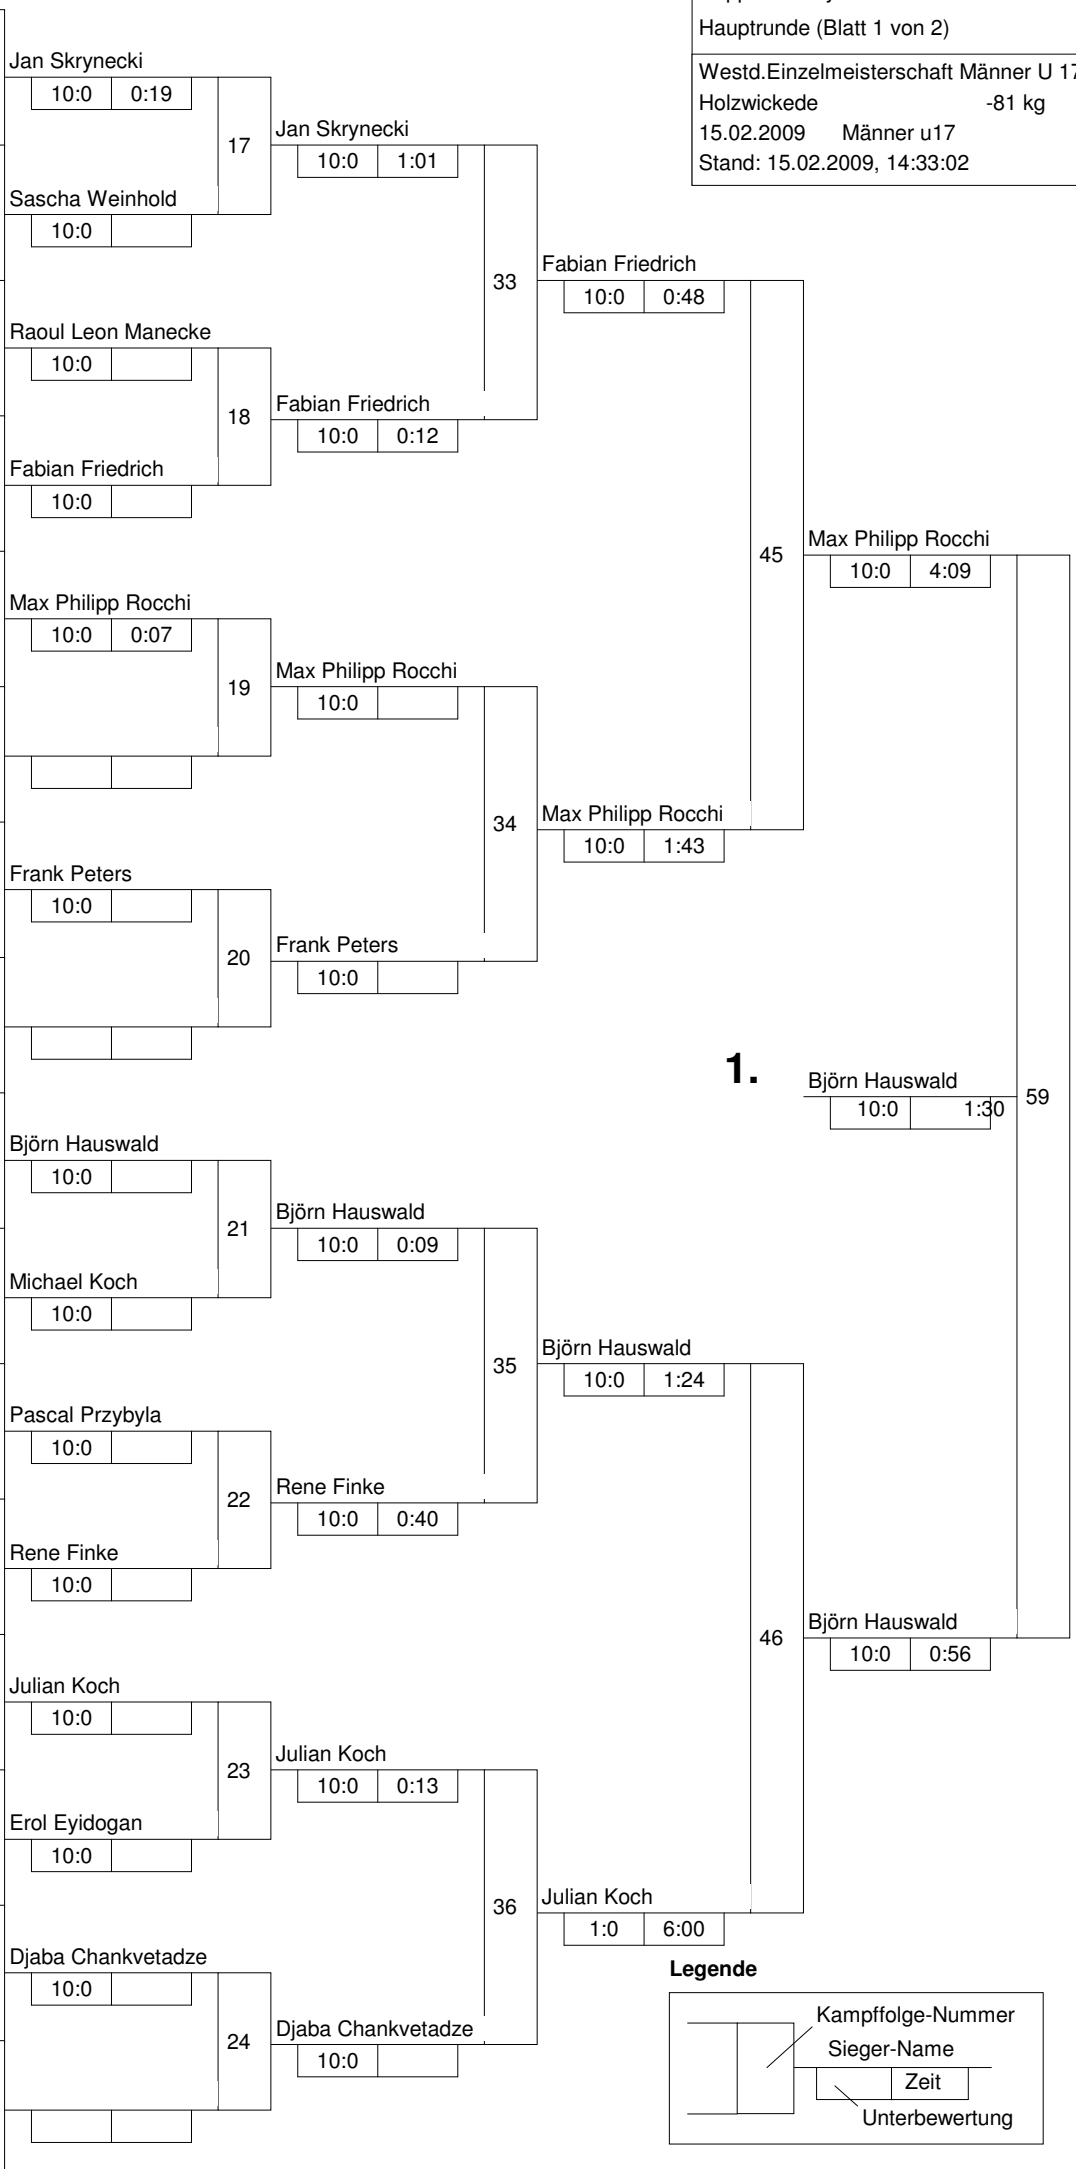 Hauptrunde (Blatt 1 von 2)
Westd.Einzelmeisterschaft Männer U 17
Holzwickede -81 kg
15.02.2009 Männer u17
Stand: 15.02.2009, 14:33:02
Jan Skrynecki
10:0 0:19
17
Jan Skrynecki
10:0 1:01
Sascha Weinhold
10:0
33
Fabian Friedrich
10:0 0:48
Raoul Leon Manecke
10:0
18
Fabian Friedrich
10:0 0:12
Fabian Friedrich
10:0
45
Max Philipp Rocchi
10:0 4:09
Max Philipp Rocchi
10:0 0:07
19
Max Philipp Rocchi
10:0
34
Max Philipp Rocchi
10:0 1:43
Frank Peters
10:0
20
Frank Peters
10:0
1.
Björn Hauswald
10:0 1:30
59
Björn Hauswald
10:0
21
Björn Hauswald
10:0 0:09
Michael Koch
10:0
35
Björn Hauswald
10:0 1:24
Pascal Przybyla
10:0
22
Rene Finke
10:0 0:40
Rene Finke
10:0
46
Björn Hauswald
10:0 0:56
Julian Koch
10:0
23
Julian Koch
10:0 0:13
Erol Eyidogan
10:0
36
Julian Koch
1:0 6:00
Djaba Chankvetadze
10:0
24
Djaba Chankvetadze
10:0
Legende
Kampffolge-Nummer
Sieger-Name
Zeit
Unterbewertung